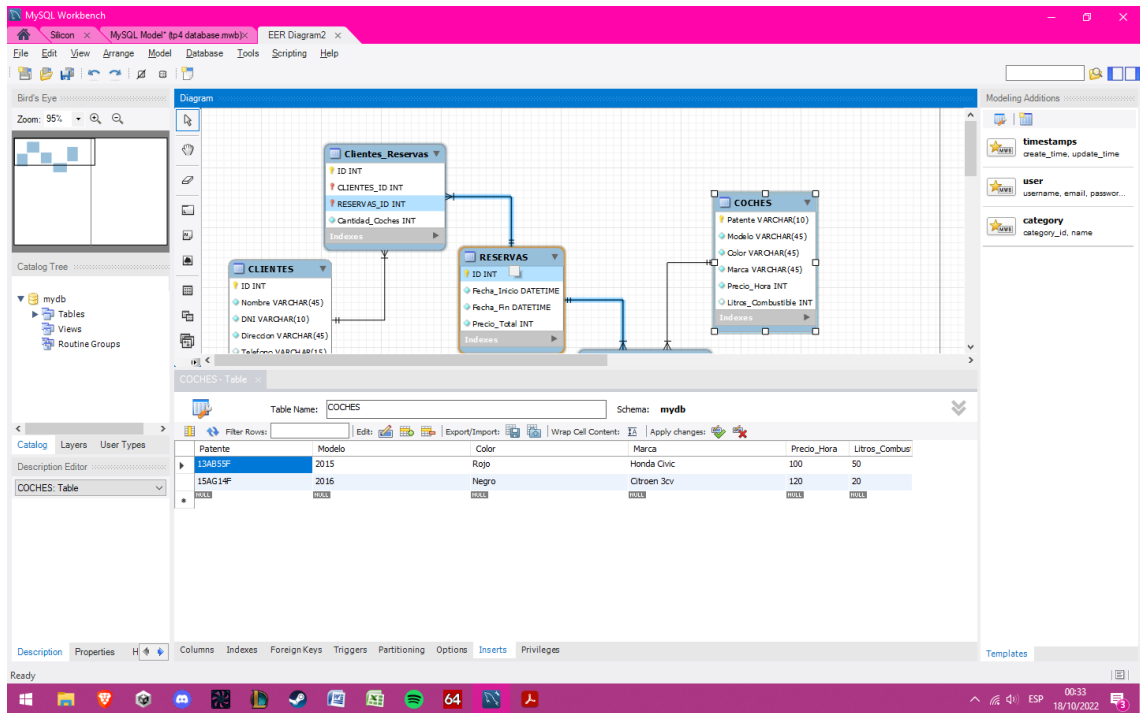 MySQL Workbench
Silicon × MySQL Model* (tp4 database.mwb) × EER Diagram2 ×
File Edit View Arrange Model Database Tools Scripting Help
Bird's Eye
Zoom: 95%
Diagram
Modeling Additions
timestamps
create_time, update_time
user
username, email, passwor...
category
category_id, name
Clientes_Reservas
ID INT
CLIENTES_ID INT
RESERVAS_ID INT
Cantidad_Coches INT
Indexes
COCHES
Patente VARCHAR(10)
Modelo VARCHAR(45)
Color VARCHAR(45)
Marca VARCHAR(45)
Precio_Hora INT
Litros_Combustible INT
Indexes
RESERVAS
ID INT
Fecha_Inicio DATETIME
Fecha_Fin DATETIME
Precio_Total INT
Indexes
CLIENTES
ID INT
Nombre VARCHAR(45)
DNI VARCHAR(10)
Direccion VARCHAR(45)
Telefono VARCHAR(15)
Catalog Tree
mydb
Tables
Views
Routine Groups
Catalog Layers User Types
Description Editor
COCHES: Table
COCHES - Table ×
Table Name: COCHES Schema: mydb
Filter Rows: Edit: Export/Import: Wrap Cell Content: Apply changes:
Patente Modelo Color Marca Precio_Hora Litros_Combus
13AB55F 2015 Rojo Honda Civic 100 50
15AG14F 2016 Negro Citroen 3cv 120 20
NULL NULL NULL NULL NULL NULL
Description Properties H
Columns Indexes Foreign Keys Triggers Partitioning Options Inserts Privileges
Templates
Ready
64
ESP
00:33
18/10/2022
3